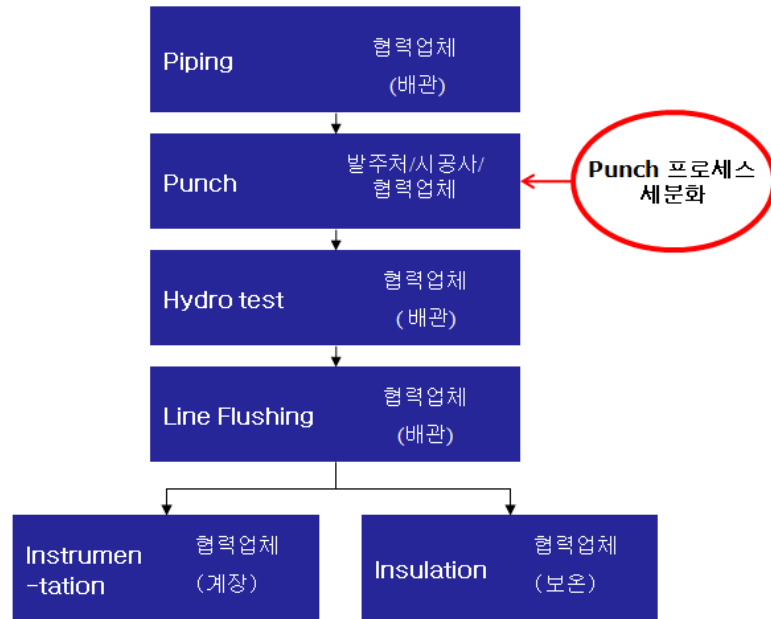 Piping
협력업체
(배관)
Punch
발주처/시공사/
협력업체
Punch 프로세스
세분화
Hydro test
협력업체
( 배관)
Line Flushing
협력업체
(배관)
Instrumen
-tation
협력업체
(계장)
Insulation
협력업체
(보온)